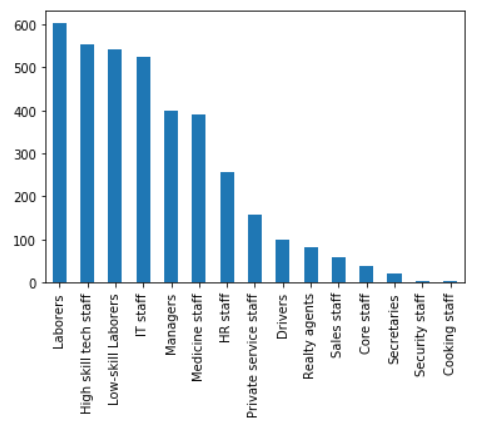 600
500
400
300
200
100
0
Laborers
High skill tech staff
Low-skill Laborers
IT staff
Managers
Medicine staff
HR staff
Private service staff
Drivers
Realty agents
Sales staff
Core staff
Secretaries
Security staff
Cooking staff